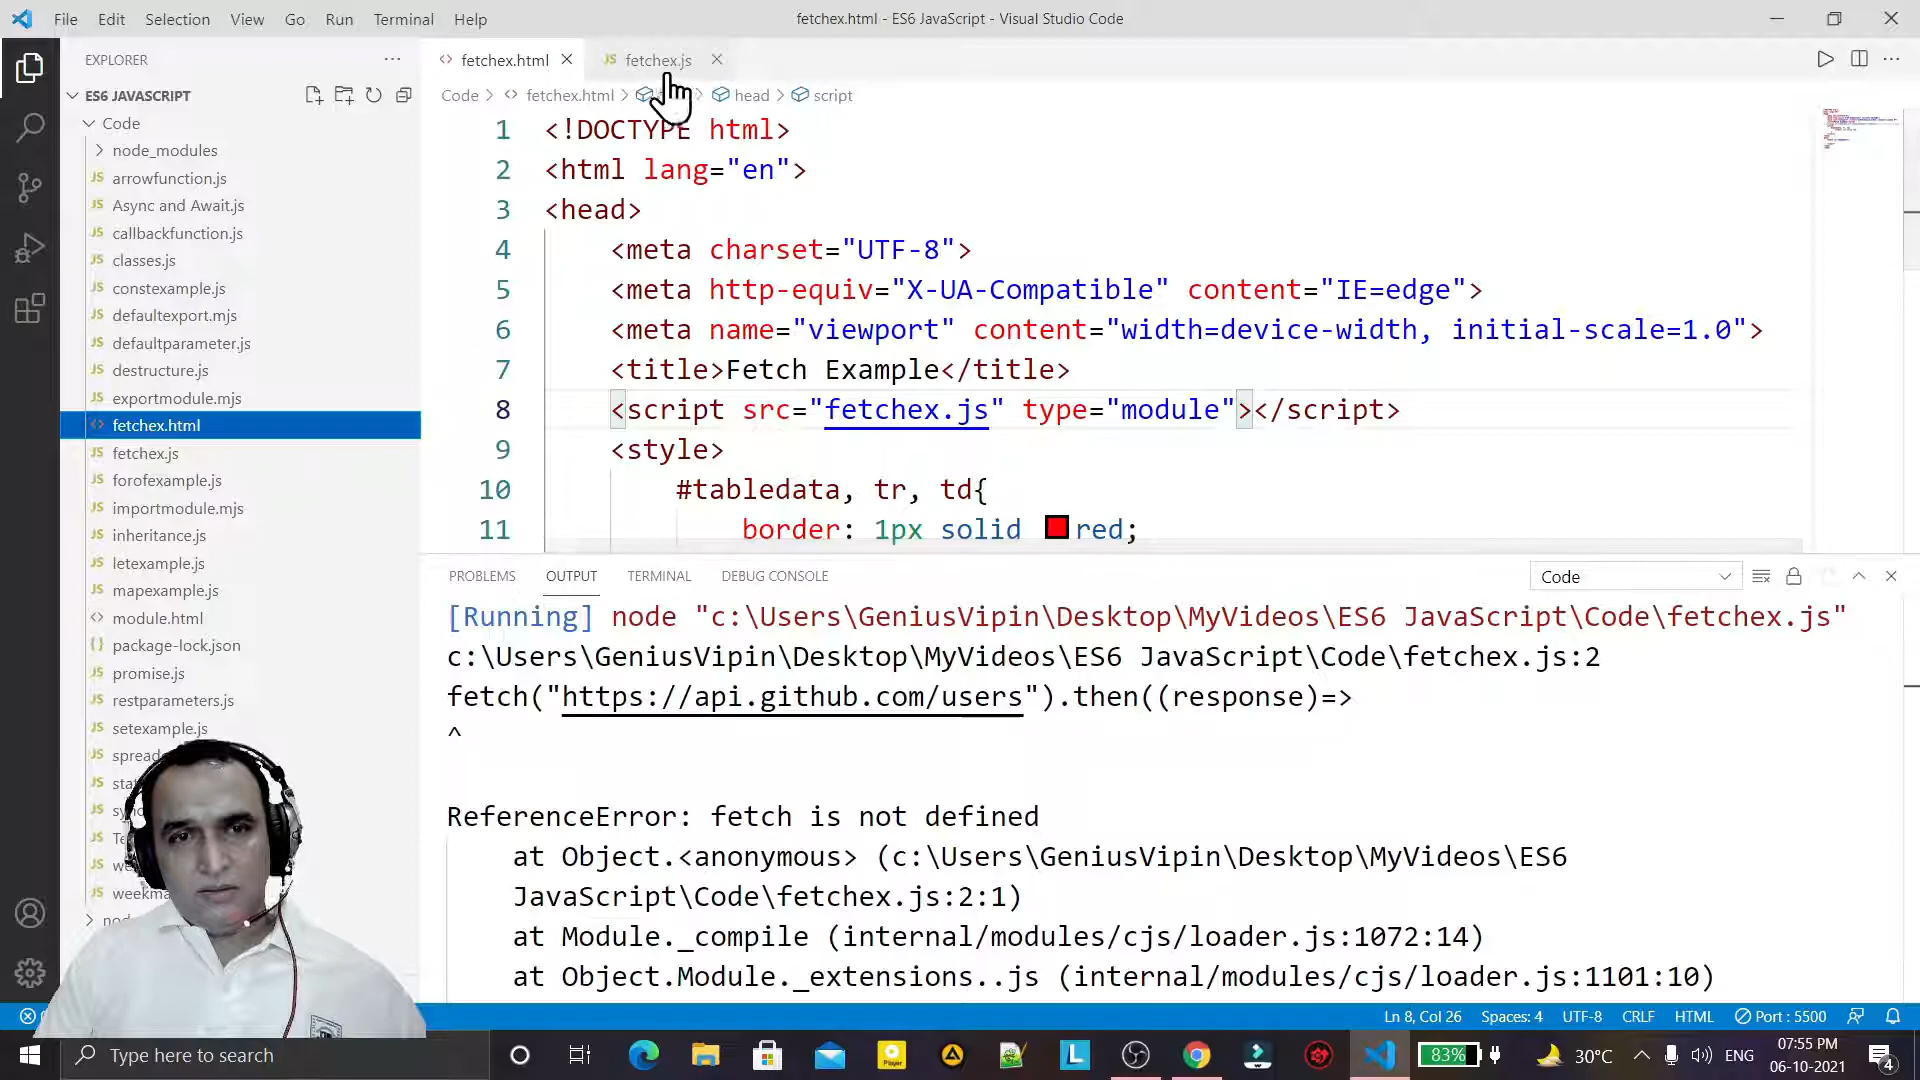 File Edit Selection View Go Run Terminal Help
fetchex.html - ES6 JavaScript - Visual Studio Code
EXPLORER
ES6 JAVASCRIPT
Code
node_modules
arrowfunction.js
Async and Await.js
callbackfunction.js
classes.js
constexample.js
defaultexport.mjs
defaultparameter.js
destructure.js
exportmodule.mjs
fetchex.html
fetchex.js
forofexample.js
importmodule.mjs
inheritance.js
letexample.js
mapexample.js
module.html
package-lock.json
promise.js
restparameters.js
setexample.js
fetchex.html
JS fetchex.js
Code > fetchex.html > head > script
1 <!DOCTYPE html>
2 <html lang="en">
3 <head>
4 <meta charset="UTF-8">
5 <meta http-equiv="X-UA-Compatible" content="IE=edge">
6 <meta name="viewport" content="width=device-width, initial-scale=1.0">
7 <title>Fetch Example</title>
8 <script src="fetchex.js" type="module"></script>
9 <style>
10 #tabledata, tr, td{
11 border: 1px solid red;
PROBLEMS OUTPUT TERMINAL DEBUG CONSOLE
Code
[Running] node "c:\Users\GeniusVipin\Desktop\MyVideos\ES6 JavaScript\Code\fetchex.js"
c:\Users\GeniusVipin\Desktop\MyVideos\ES6 JavaScript\Code\fetchex.js:2
fetch("https://api.github.com/users").then((response)=>
^
ReferenceError: fetch is not defined
at Object.<anonymous> (c:\Users\GeniusVipin\Desktop\MyVideos\ES6
JavaScript\Code\fetchex.js:2:1)
at Module._compile (internal/modules/cjs/loader.js:1072:14)
at Object.Module._extensions..js (internal/modules/cjs/loader.js:1101:10)
Ln 8, Col 26 Spaces: 4 UTF-8 CRLF HTML Port : 5500
Type here to search
83% 30°C ENG
07:55 PM
06-10-2021
4